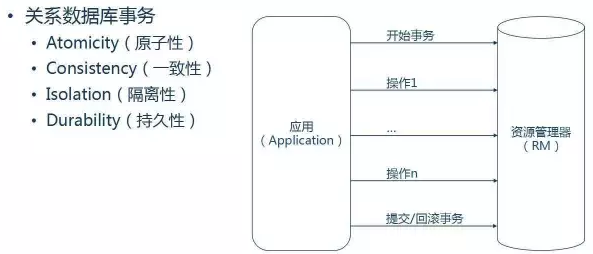 • 关系数据库事务
• Atomicity（原子性）
• Consistency（一致性）
• Isolation（隔离性）
• Durability（持久性）
应用
（Application）
开始事务
操作1
...
操作n
提交/回滚事务
资源管理器
（RM）